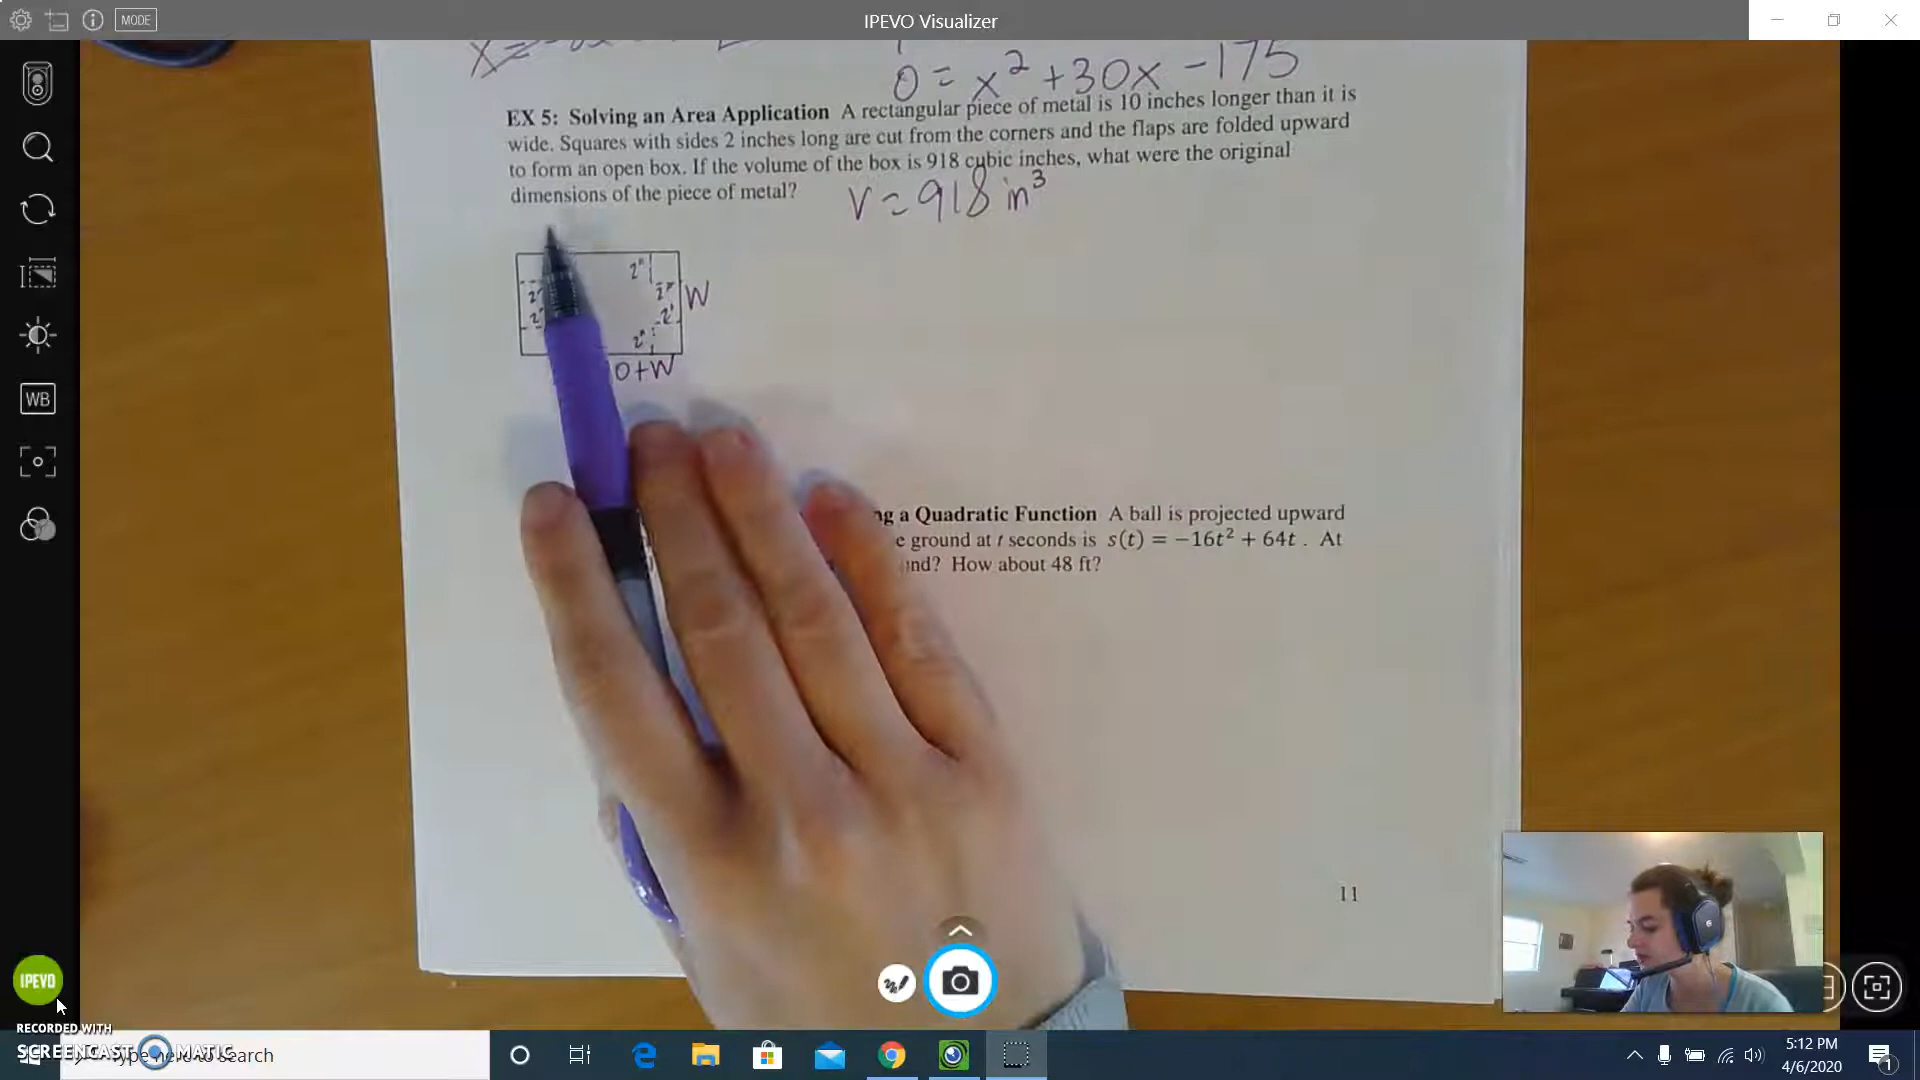 MODE
IPEVO Visualizer
0 = x² +30x -175
EX 5: Solving an Area Application A rectangular piece of metal is 10 inches longer than it is
wide. Squares with sides 2 inches long are cut from the corners and the flaps are folded upward
to form an open box. If the volume of the box is 918 cubic inches, what were the original
dimensions of the piece of metal?
V = 918 in³
2"
2" 2" W
2" 2"
2"
0+W
ng a Quadratic Function A ball is projected upward
e ground at t seconds is s(t) = −16t² + 64t . At
nd? How about 48 ft?
WB
11
IPEVO
RECORDED WITH
SCREENCAST MATIC
Type here to search
5:12 PM
4/6/2020
1